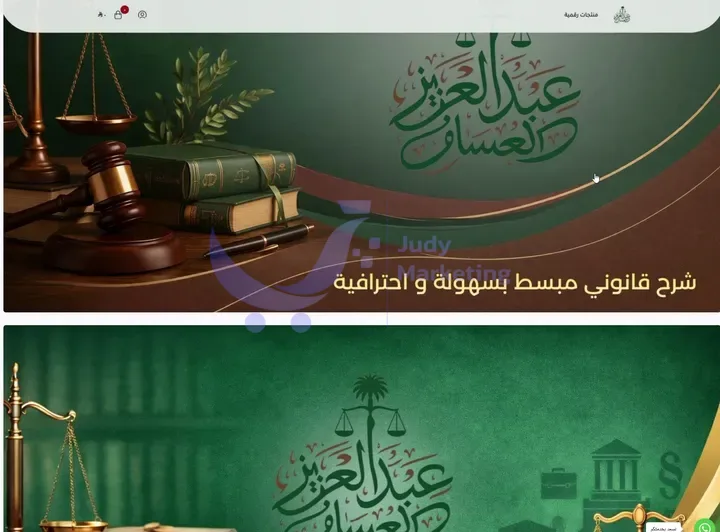 منتجات رقمية
عبدالعزيز
العساف
شرح قانوني مبسط بسهولة و احترافية
Judy
Marketing
عبدالعزيز
العساف